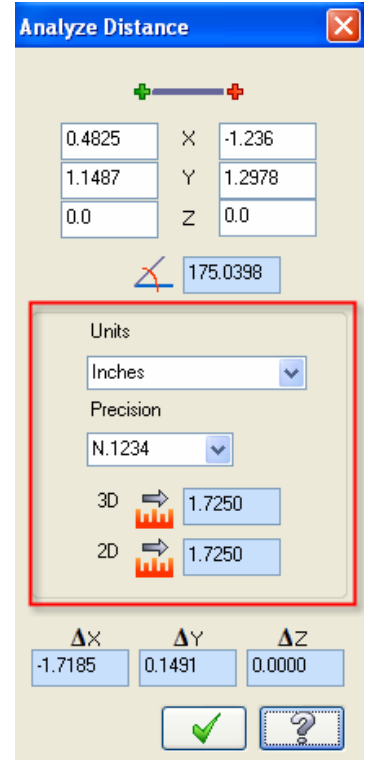 Analyze Distance
0.4825 X -1.236
1.1487 Y 1.2978
0.0 Z 0.0
175.0398
Units
Inches
Precision
N.1234
3D 1.7250
2D 1.7250
ΔX ΔY ΔZ
-1.7185 0.1491 0.0000
?